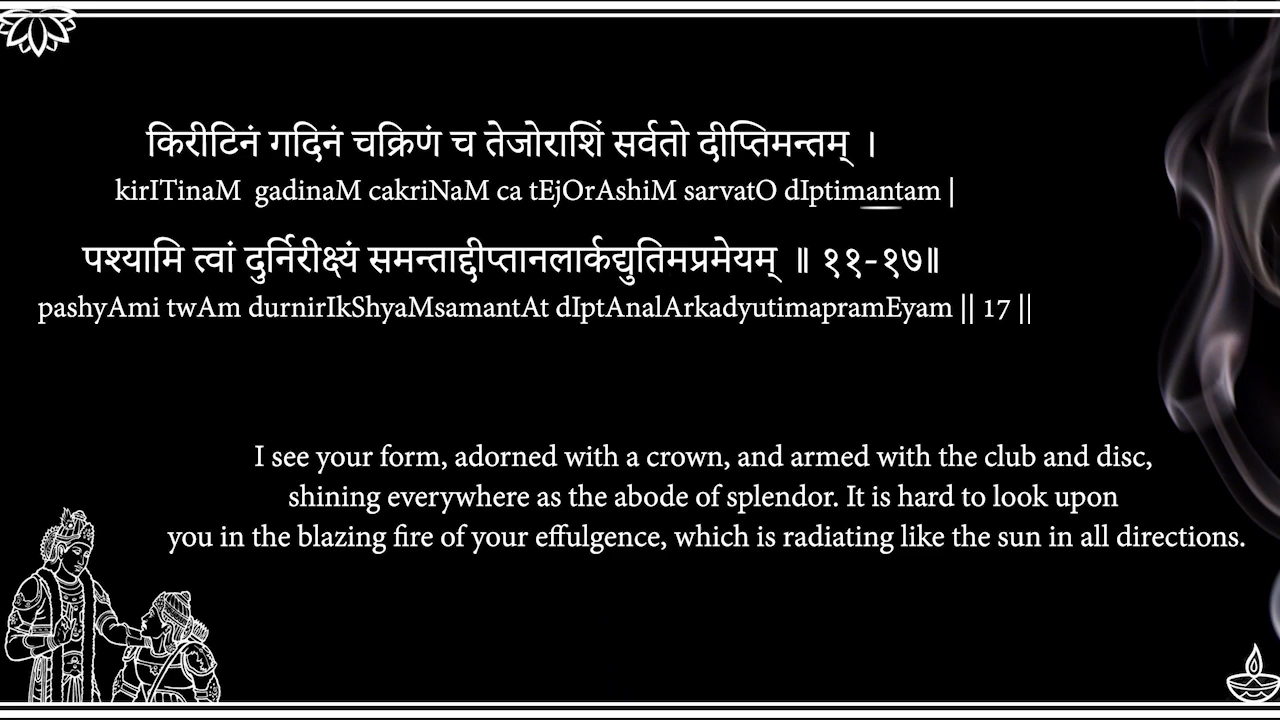 किरीटिनं गदिनं चक्रिणं च तेजोराशिं सर्वतो दीप्तिमन्तम् ।
kirITinaM gadinaM cakriNaM ca tEjOrAshiM sarvatO dIptimantam |
पश्यामि त्वां दुर्निरीक्ष्यं समन्ताद्दीप्तानलार्कद्युतिमप्रमेयम् ॥ ११-१७॥
pashyAmi twAm durnirIkShyaMsamantAt dIptAnalArkadyutimapramEyam || 17 ||
I see your form, adorned with a crown, and armed with the club and disc,
shining everywhere as the abode of splendor. It is hard to look upon
you in the blazing fire of your effulgence, which is radiating like the sun in all directions.